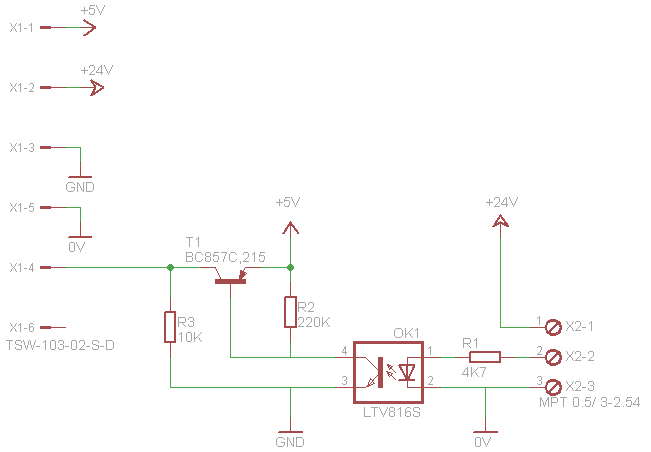 +5V
X1-1
+24V
X1-2
X1-3
GND
X1-5
0V
+5V
+24V
T1
BC857C,215
X1-4
R2
220K
R3
10K
X1-6
TSW-103-02-S-D
1
X2-1
OK1
R1
4
1
2
X2-2
4K7
3
2
3
X2-3
LTV816S
MPT 0.5/ 3-2.54
GND
0V